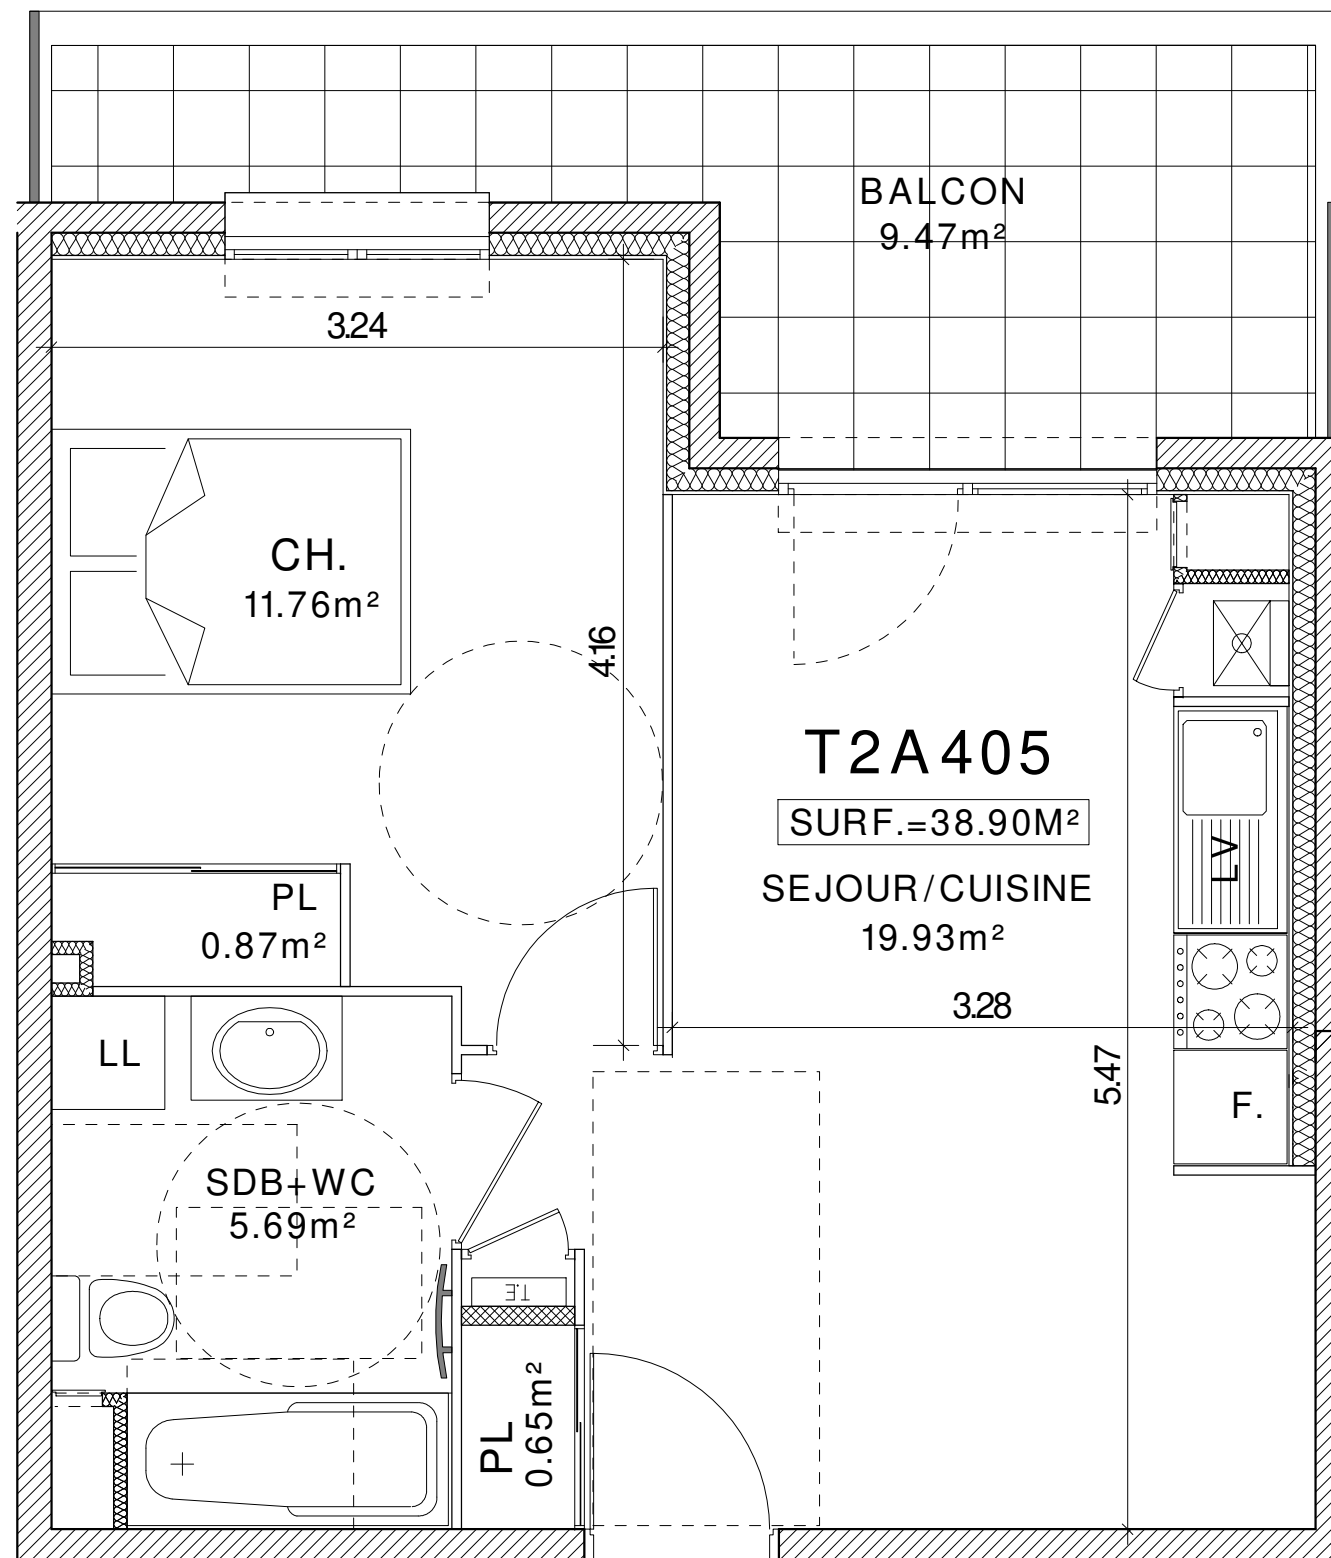 BALCON
9.47m²
3.24
CH.
11.76m²
4.16
T2A405
SURF.=38.90M²
SEJOUR/CUISINE
19.93m²
LV
PL
0.87m²
3.28
LL
5.47
F.
SDB+WC
5.69m²
T.E
PL
0.65m²